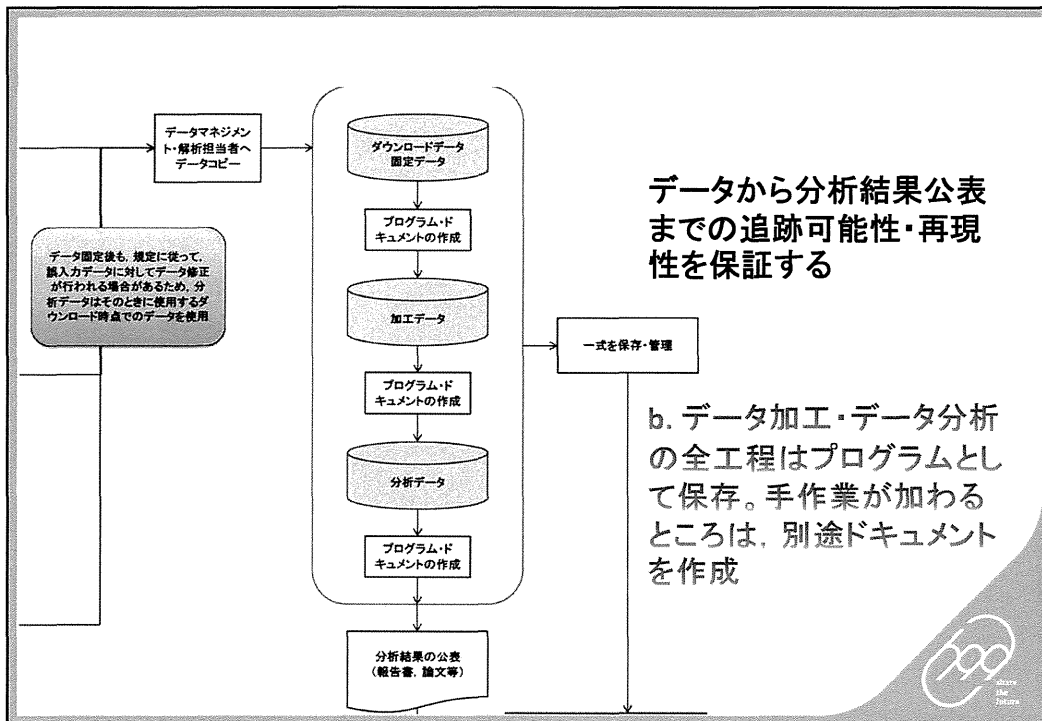 データマネジメン
ト・解析担当者へ
データコピー
データ固定後も，規定に従って，
誤入力データに対してデータ修正
が行われる場合があるため，分
析データはそのときに使用するダ
ウンロード時点でのデータを使用
ダウンロードデータ
固定データ
プログラム・ド
キュメントの作成
加工データ
プログラム・ド
キュメントの作成
分析データ
プログラム・ド
キュメントの作成
分析結果の公表
（報告書，論文等）
一式を保存・管理
データから分析結果公表
までの追跡可能性・再現
性を保証する
b. データ加工・データ分析
の全工程はプログラムとし
て保存。手作業が加わる
ところは，別途ドキュメント
を作成
share
the
future